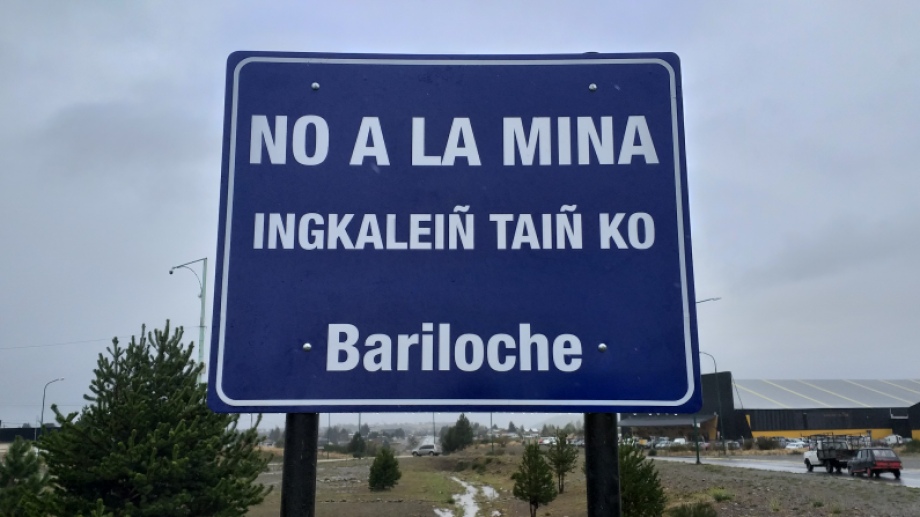 NO A LA MINA
INGKALEIÑ TAIÑ KO
Bariloche